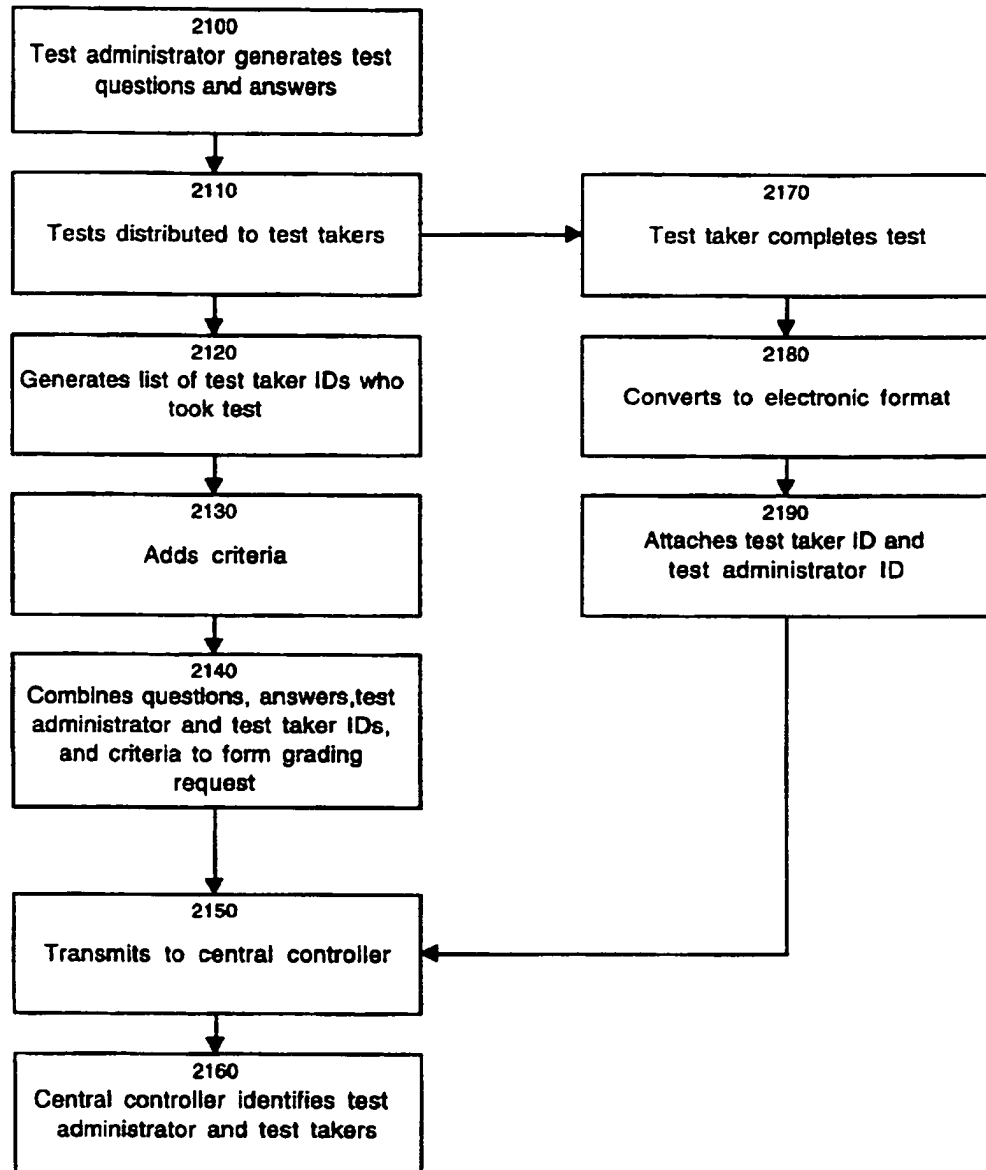 2100
Test administrator generates test
questions and answers
2110
Tests distributed to test takers
2120
Generates list of test taker IDs who
took test
2130
Adds criteria
2140
Combines questions, answers,test
administrator and test taker IDs,
and criteria to form grading
request
2150
Transmits to central controller
2160
Central controller identifies test
administrator and test takers
2170
Test taker completes test
2180
Converts to electronic format
2190
Attaches test taker ID and
test administrator ID